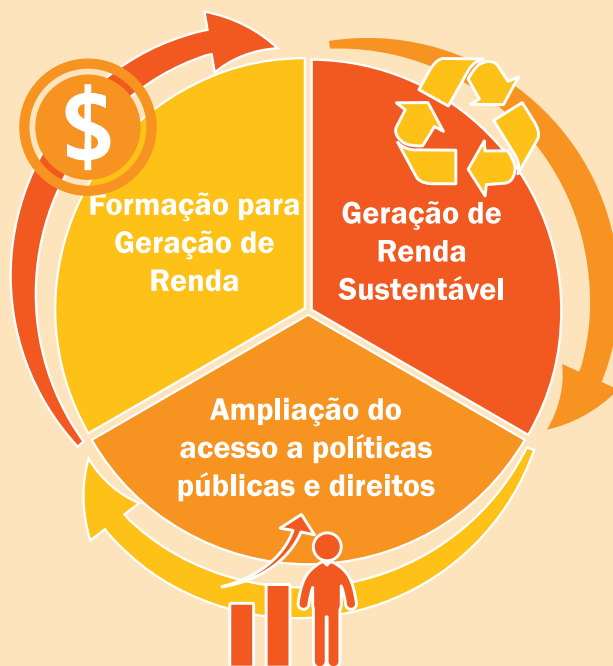 $
Formação para
Geração de
Renda
Geração de
Renda
Sustentável
Ampliação do
acesso a políticas
públicas e direitos